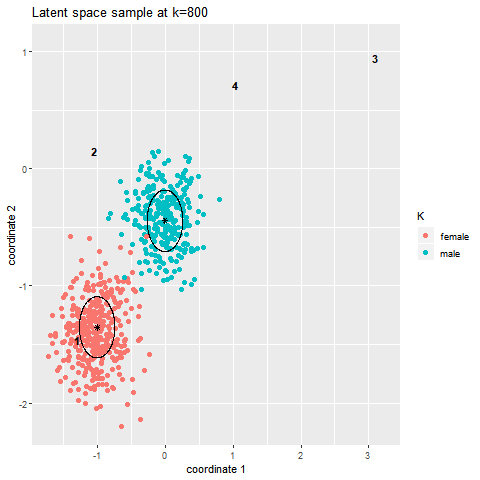 Latent space sample at k=800
1
0
-1
-2
3
4
2
*
1
*
-1
0
1
2
3
coordinate 1
coordinate 2
K
female
male